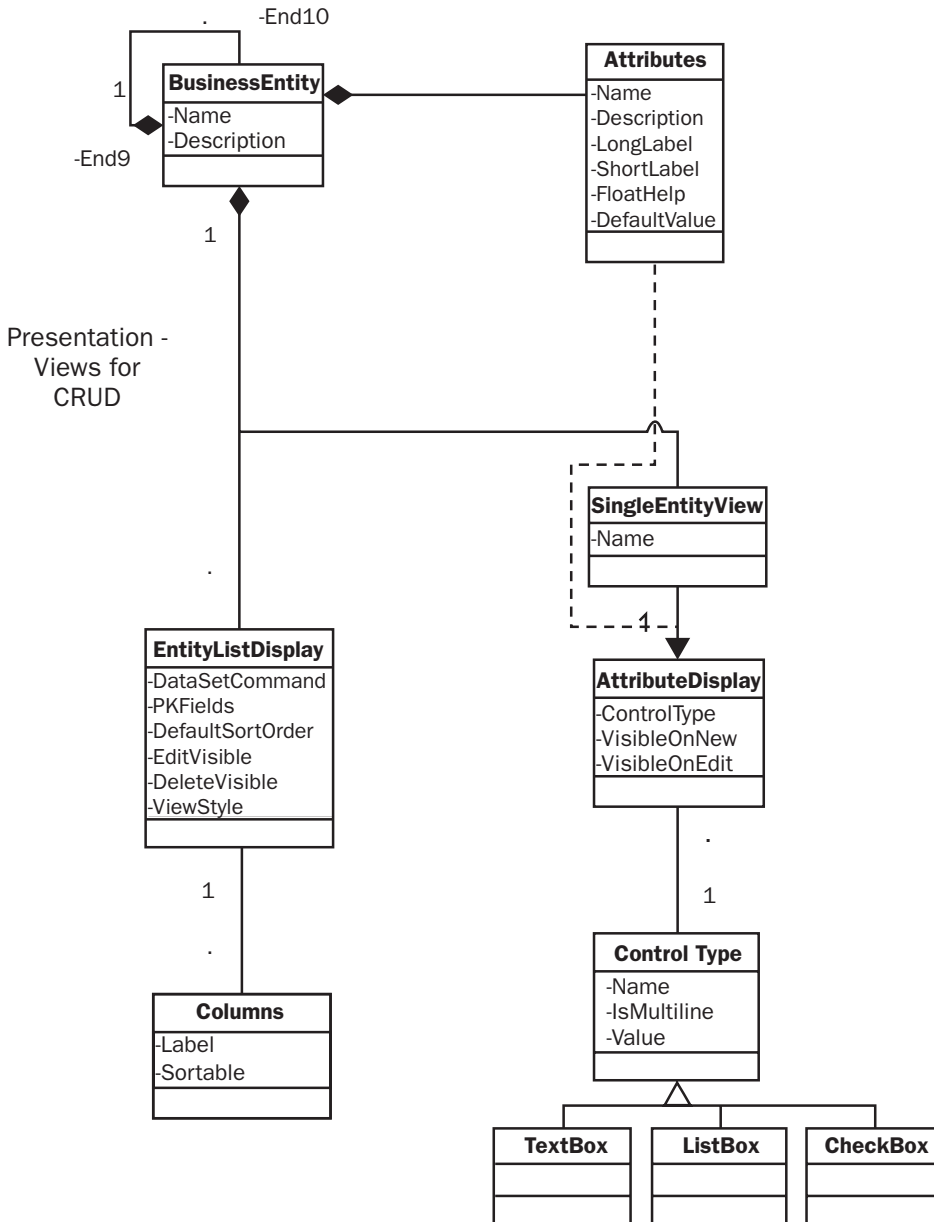 . -End10
1
-End9
BusinessEntity
-Name
-Description
Attributes
-Name
-Description
-LongLabel
-ShortLabel
-FloatHelp
-DefaultValue
1
Presentation -
Views for
CRUD
.
SingleEntityView
-Name
1
EntityListDisplay
-DataSetCommand
-PKFields
-DefaultSortOrder
-EditVisible
-DeleteVisible
-ViewStyle
AttributeDisplay
-ControlType
-VisibleOnNew
-VisibleOnEdit
1
.
.
1
Columns
-Label
-Sortable
Control Type
-Name
-IsMultiline
-Value
TextBox
ListBox
CheckBox